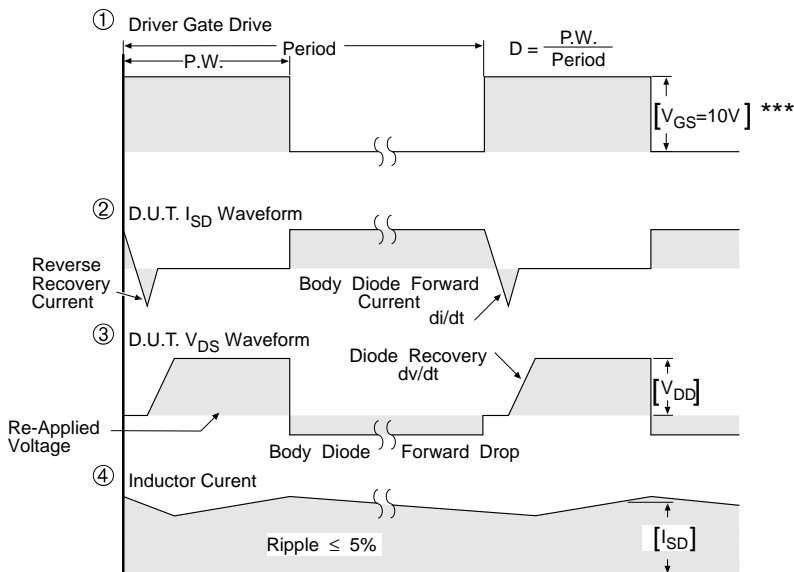 ① Driver Gate Drive
Period
P.W.
D = P.W. / Period
[VGS=10V] ***
② D.U.T. ISD Waveform
Reverse
Recovery
Current
Body Diode Forward
Current
di/dt
③ D.U.T. VDS Waveform
Diode Recovery
dv/dt
[VDD]
Re-Applied
Voltage
Body Diode Forward Drop
④ Inductor Curent
Ripple ≤ 5%
[ISD]